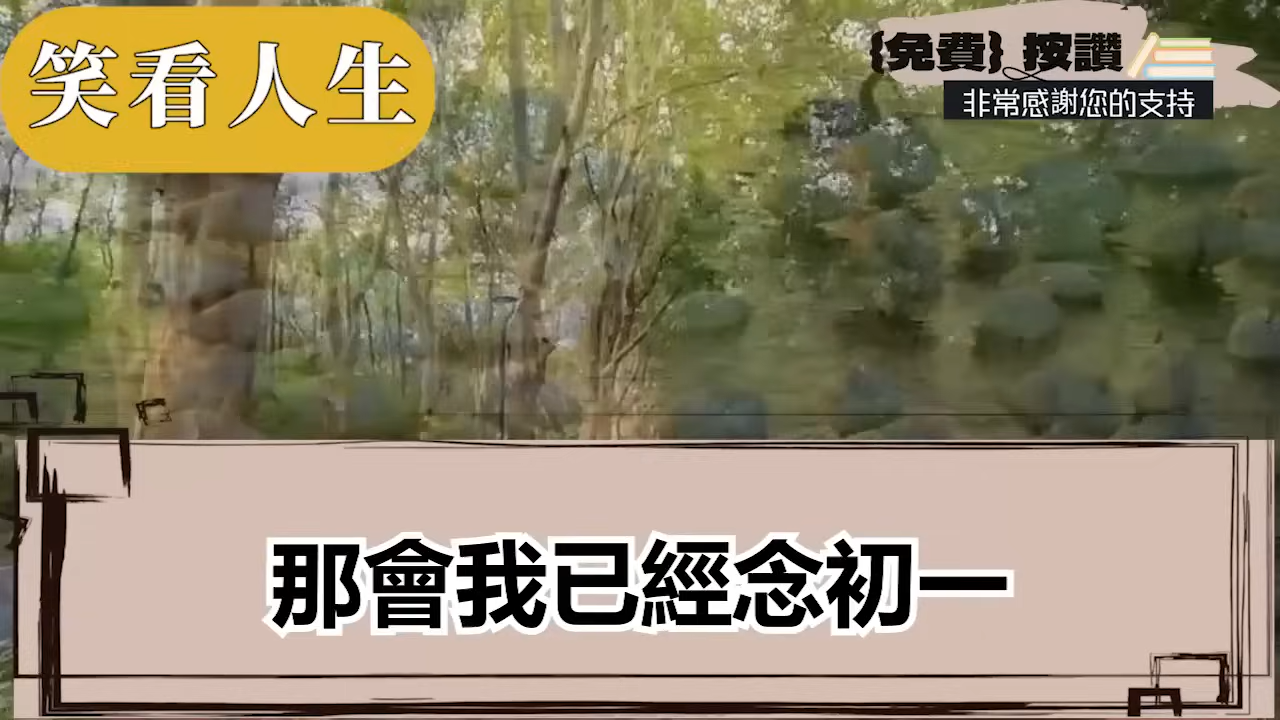 笑看人生
{免費} 按讚
非常感謝您的支持
那會我已經念初一